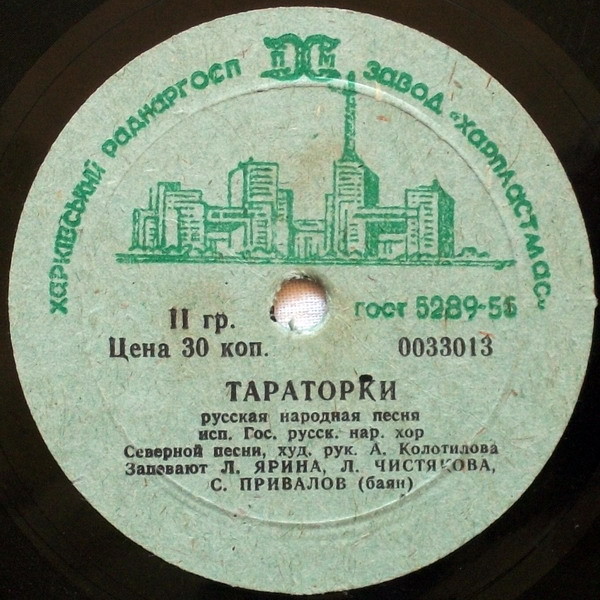 ХАРКІВСЬКИЙ РАДНАРГОСП ПМ ЗАВОД „ХАРПЛАСТМАС“
ГОСТ 5289-56
II гр.
Цена 30 коп.
0033013
ТАРАТОРКИ
русская народная песня
исп. Гос. русск. нар. хор
Северной песни, худ. рук. А. Колотилова
Запевают Л. ЯРИНА, Л. ЧИСТЯКОВА,
С. ПРИВАЛОВ (баян)